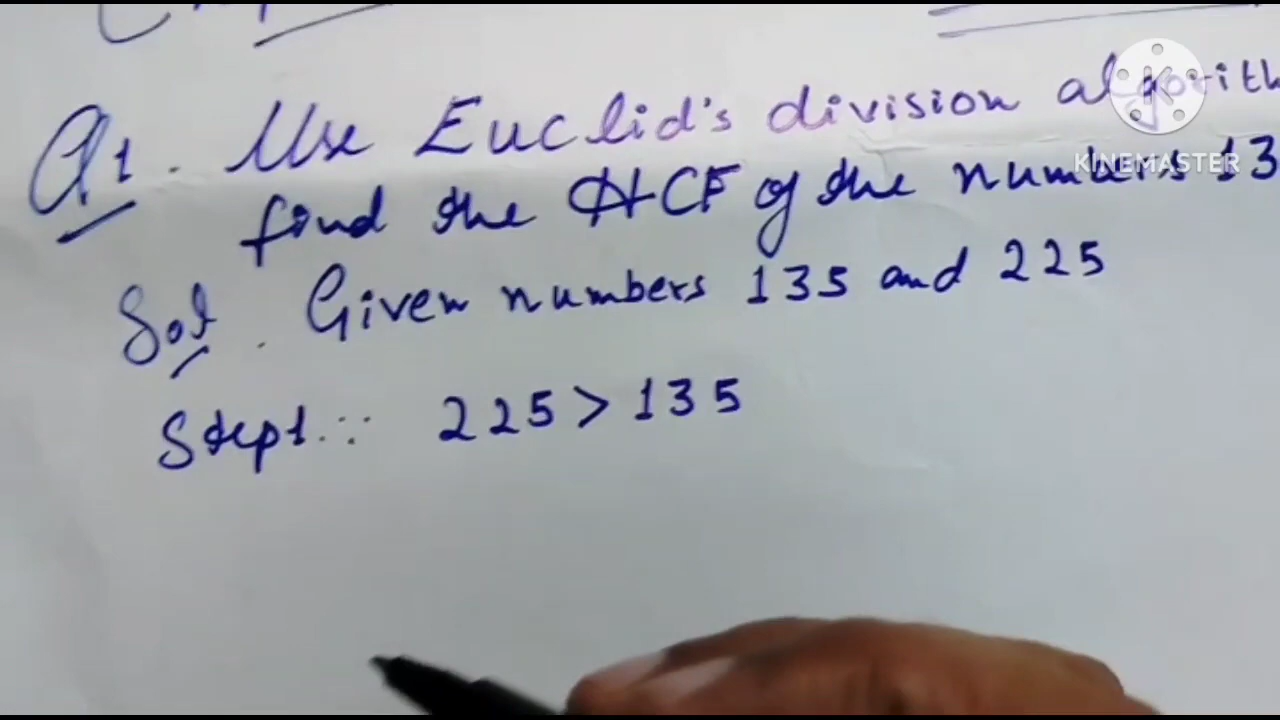 Q1. Use Euclid's division algorith
find the HCF of the numbers 13
Sol. Given numbers 135 and 225
Step1.:: 225 > 135
KINEMASTER